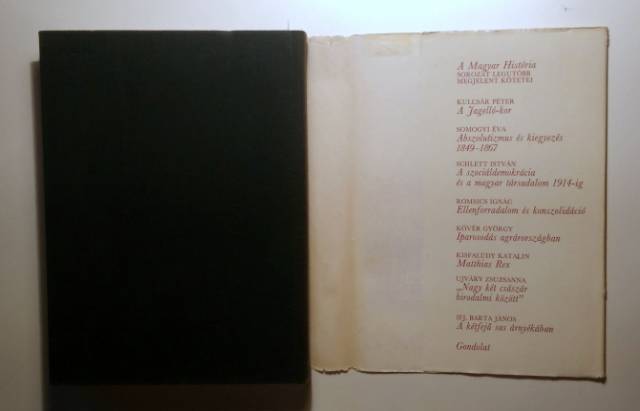 A Magyar História
SOROZAT LEGUTÓBB
MEGJELENT KÖTETEI
KULCSÁR PÉTER
A Jagelló-kor
SOMOGYI ÉVA
Abszolutizmus és kiegyezés
1849–1867
SCHLETT ISTVÁN
A szociáldemokrácia
és a magyar társadalom 1914-ig
ROMSICS IGNÁC
Ellenforradalom és konszolidáció
KÖVÉR GYÖRGY
Iparosodás agrárországban
KISFALUDY KATALIN
Matthias Rex
UJVÁRY ZSUZSANNA
„Nagy két császár
birodalmi között”
IFJ. BARTA JÁNOS
A kétfejű sas árnyékában
Gondolat